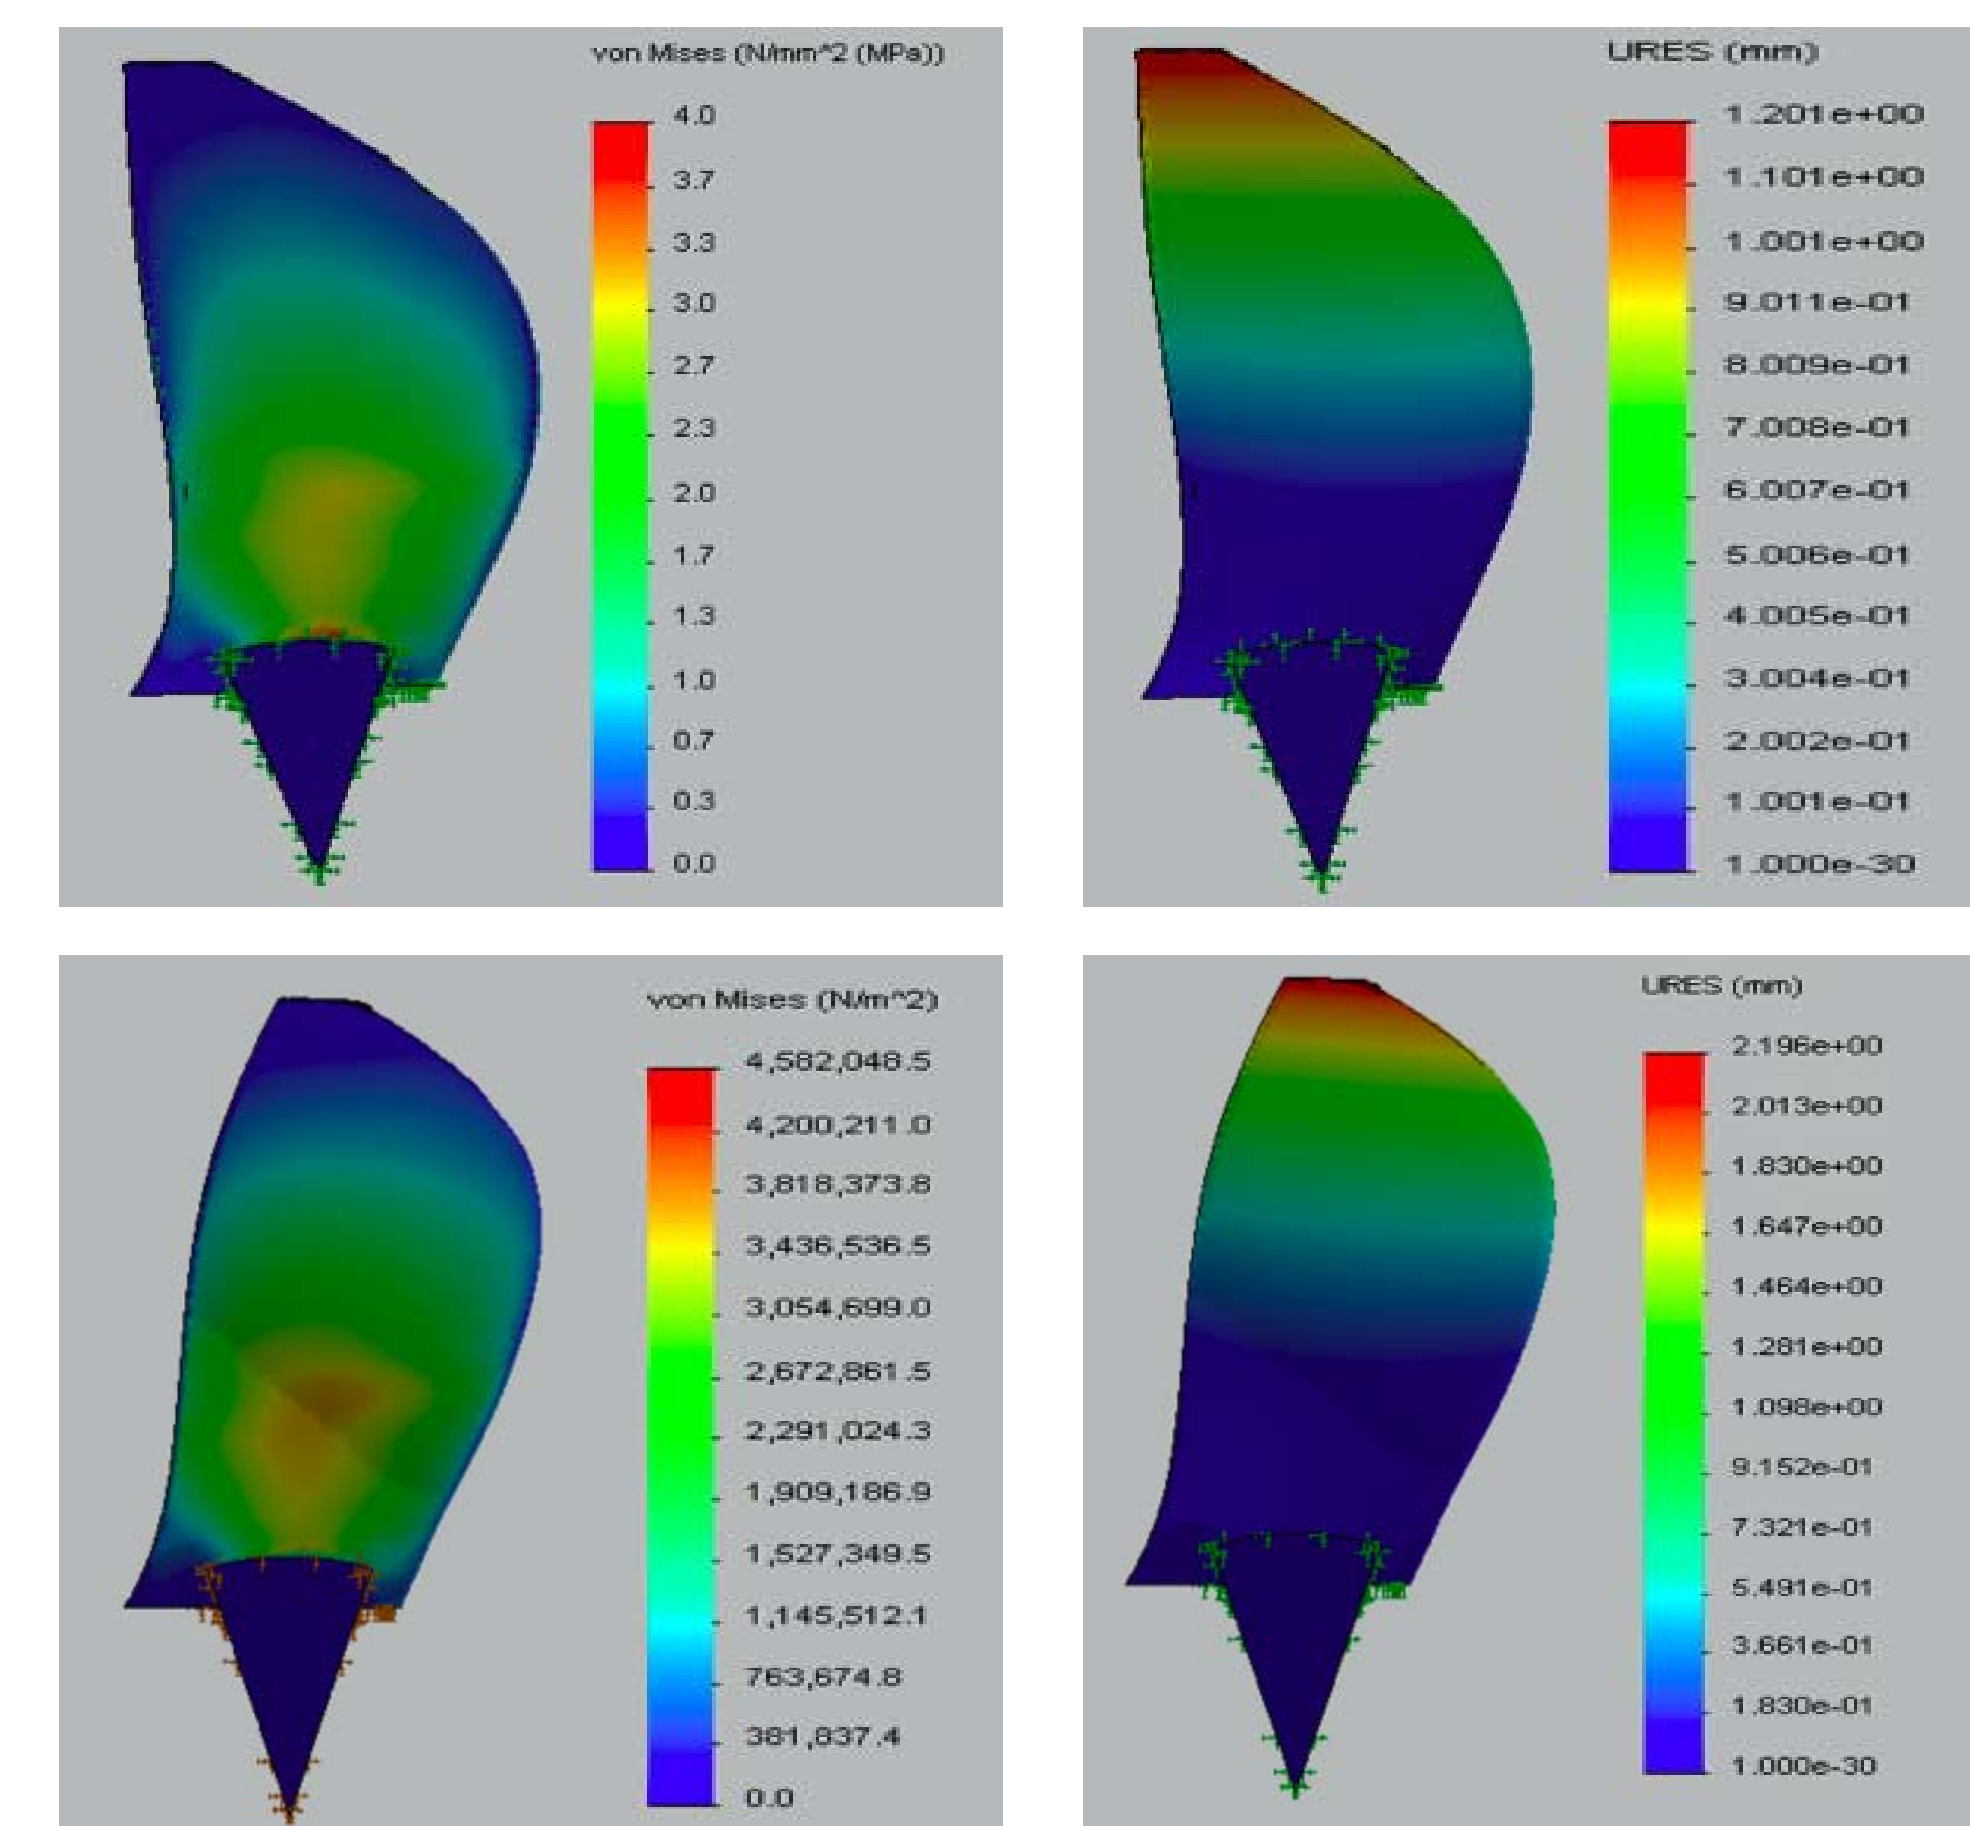 von Mises (N/mm^2 (MPa))
4.0
3.7
3.3
3.0
2.7
2.3
2.0
1.7
1.3
1.0
0.7
0.3
0.0
URES (mm)
1.201e+00
1.101e+00
1.001e+00
9.011e-01
8.009e-01
7.008e-01
6.007e-01
5.006e-01
4.005e-01
3.004e-01
2.002e-01
1.001e-01
1.000e-30
von Mises (N/m^2)
4,582,048.5
4,200,211.0
3,818,373.8
3,436,536.5
3,054,699.0
2,672,861.5
2,291,024.3
1,909,186.9
1,527,349.5
1,145,512.1
763,674.8
381,837.4
0.0
URES (mm)
2.196e+00
2.013e+00
1.830e+00
1.647e+00
1.464e+00
1.281e+00
1.098e+00
9.152e-01
7.321e-01
5.491e-01
3.661e-01
1.830e-01
1.000e-30